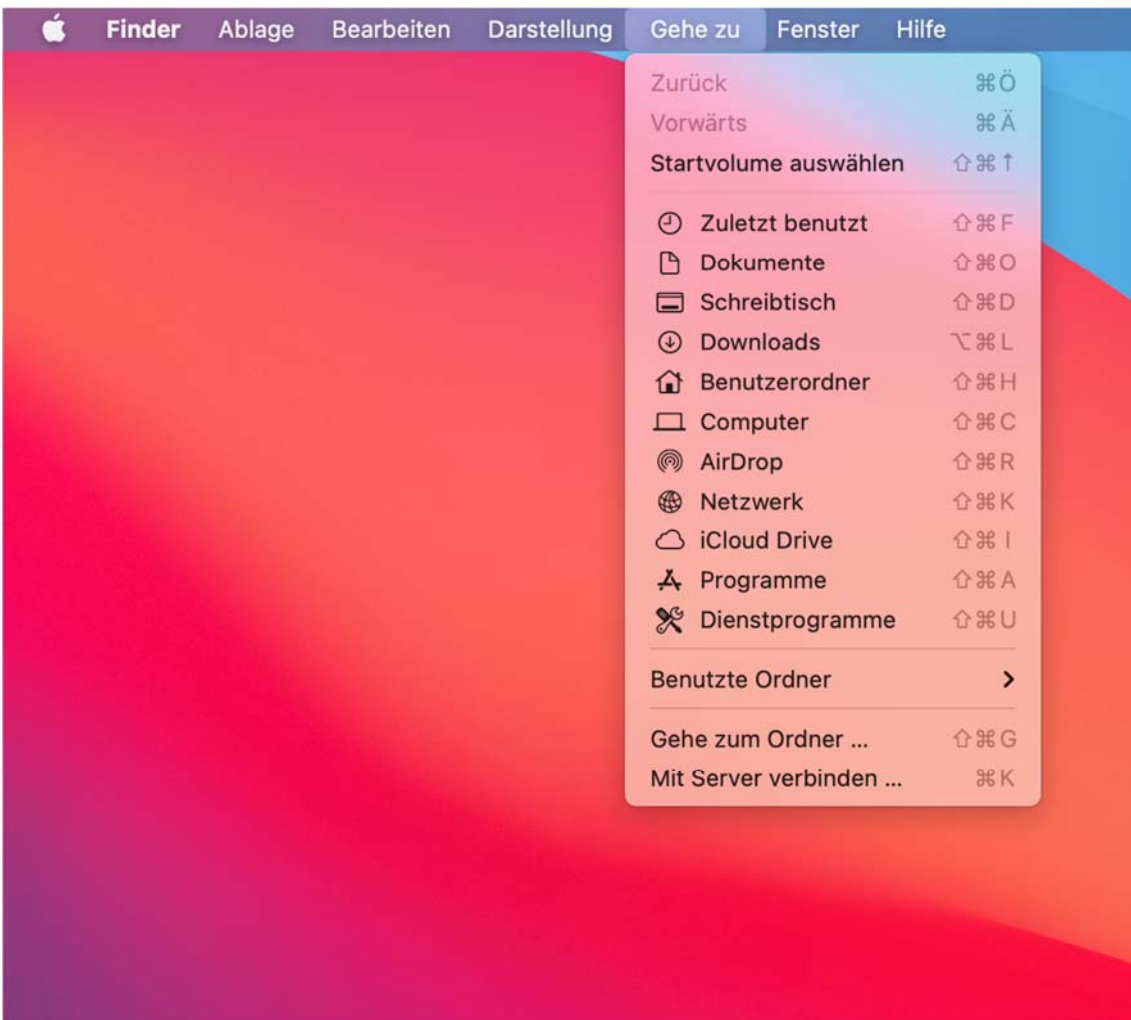 Finder Ablage Bearbeiten Darstellung Gehe zu Fenster Hilfe
Zurück ⌘Ö
Vorwärts ⌘Ä
Startvolume auswählen ⇧⌘↑
Zuletzt benutzt ⇧⌘F
Dokumente ⇧⌘O
Schreibtisch ⇧⌘D
Downloads ⌥⌘L
Benutzerordner ⇧⌘H
Computer ⇧⌘C
AirDrop ⇧⌘R
Netzwerk ⇧⌘K
iCloud Drive ⇧⌘I
Programme ⇧⌘A
Dienstprogramme ⇧⌘U
Benutzte Ordner
Gehe zum Ordner ... ⇧⌘G
Mit Server verbinden ... ⌘K